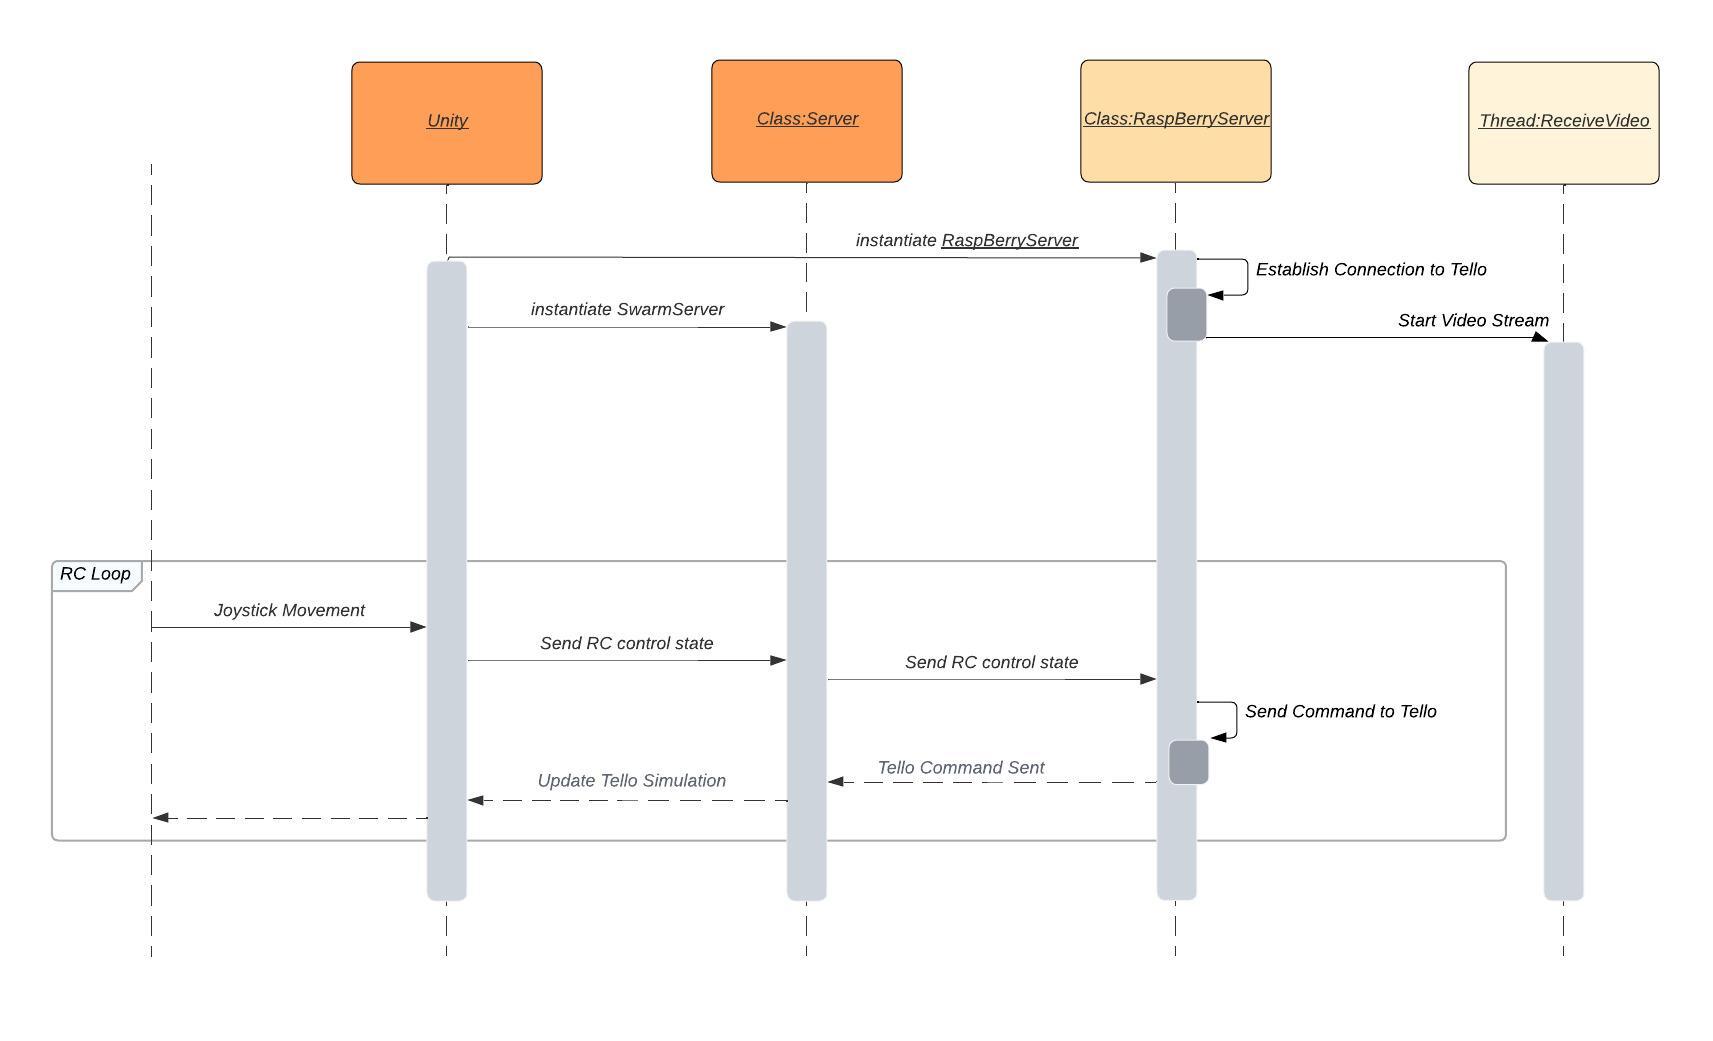 Unity
Class:Server
Class:RaspBerryServer
Thread:ReceiveVideo
instantiate RaspBerryServer
Establish Connection to Tello
instantiate SwarmServer
Start Video Stream
RC Loop
Joystick Movement
Send RC control state
Send RC control state
Send Command to Tello
Tello Command Sent
Update Tello Simulation